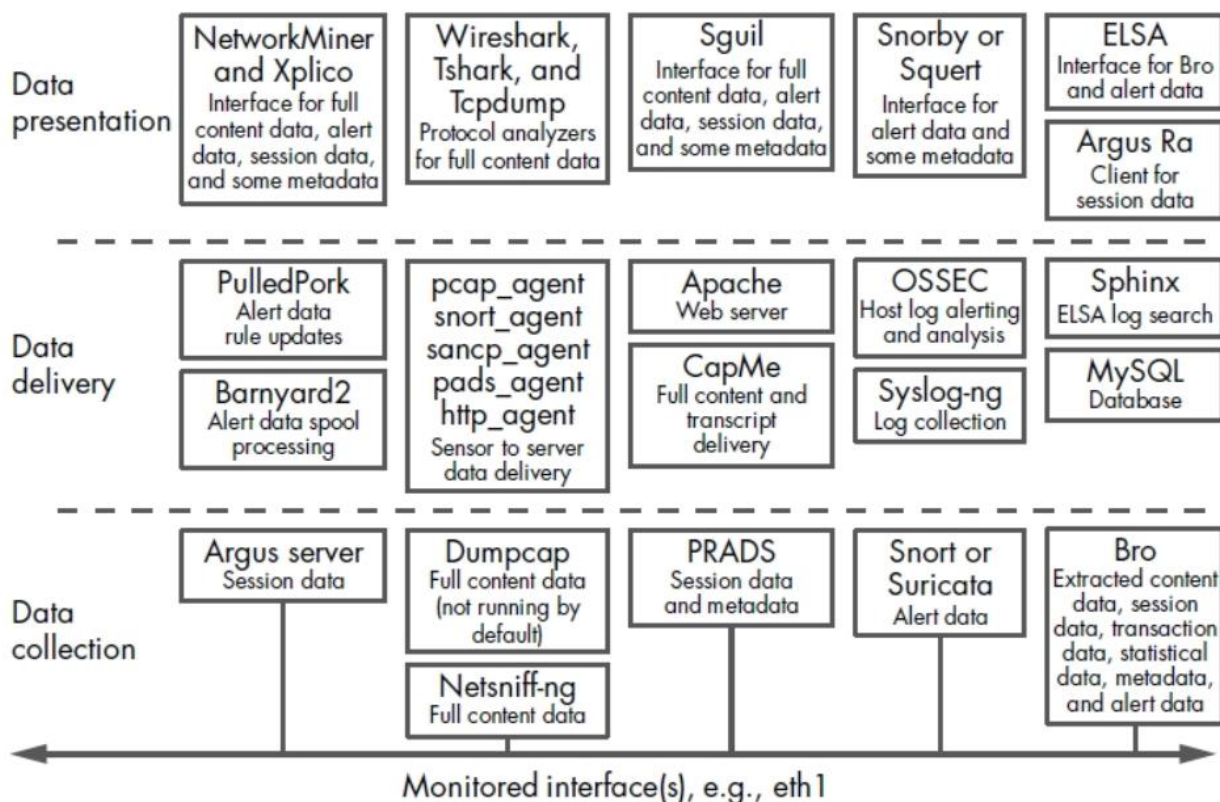 Data
presentation
NetworkMiner
and Xplico
Interface for full
content data, alert
data, session data,
and some metadata
Wireshark,
Tshark, and
Tcpdump
Protocol analyzers
for full content data
Sguil
Interface for full
content data, alert
data, session data,
and some metadata
Snorby or
Squert
Interface for
alert data and
some metadata
ELSA
Interface for Bro
and alert data
Argus Ra
Client for
session data
Data
delivery
PulledPork
Alert data
rule updates
Barnyard2
Alert data spool
processing
pcap_agent
snort_agent
sancp_agent
pads_agent
http_agent
Sensor to server
data delivery
Apache
Web server
CapMe
Full content and
transcript
delivery
OSSEC
Host log alerting
and analysis
Syslog-ng
Log collection
Sphinx
ELSA log search
MySQL
Database
Data
collection
Argus server
Session data
Dumpcap
Full content data
(not running by
default)
Netsniff-ng
Full content data
PRADS
Session data
and metadata
Snort or
Suricata
Alert data
Bro
Extracted content
data, session
data, transaction
data, statistical
data, metadata,
and alert data
Monitored interface(s), e.g., eth1